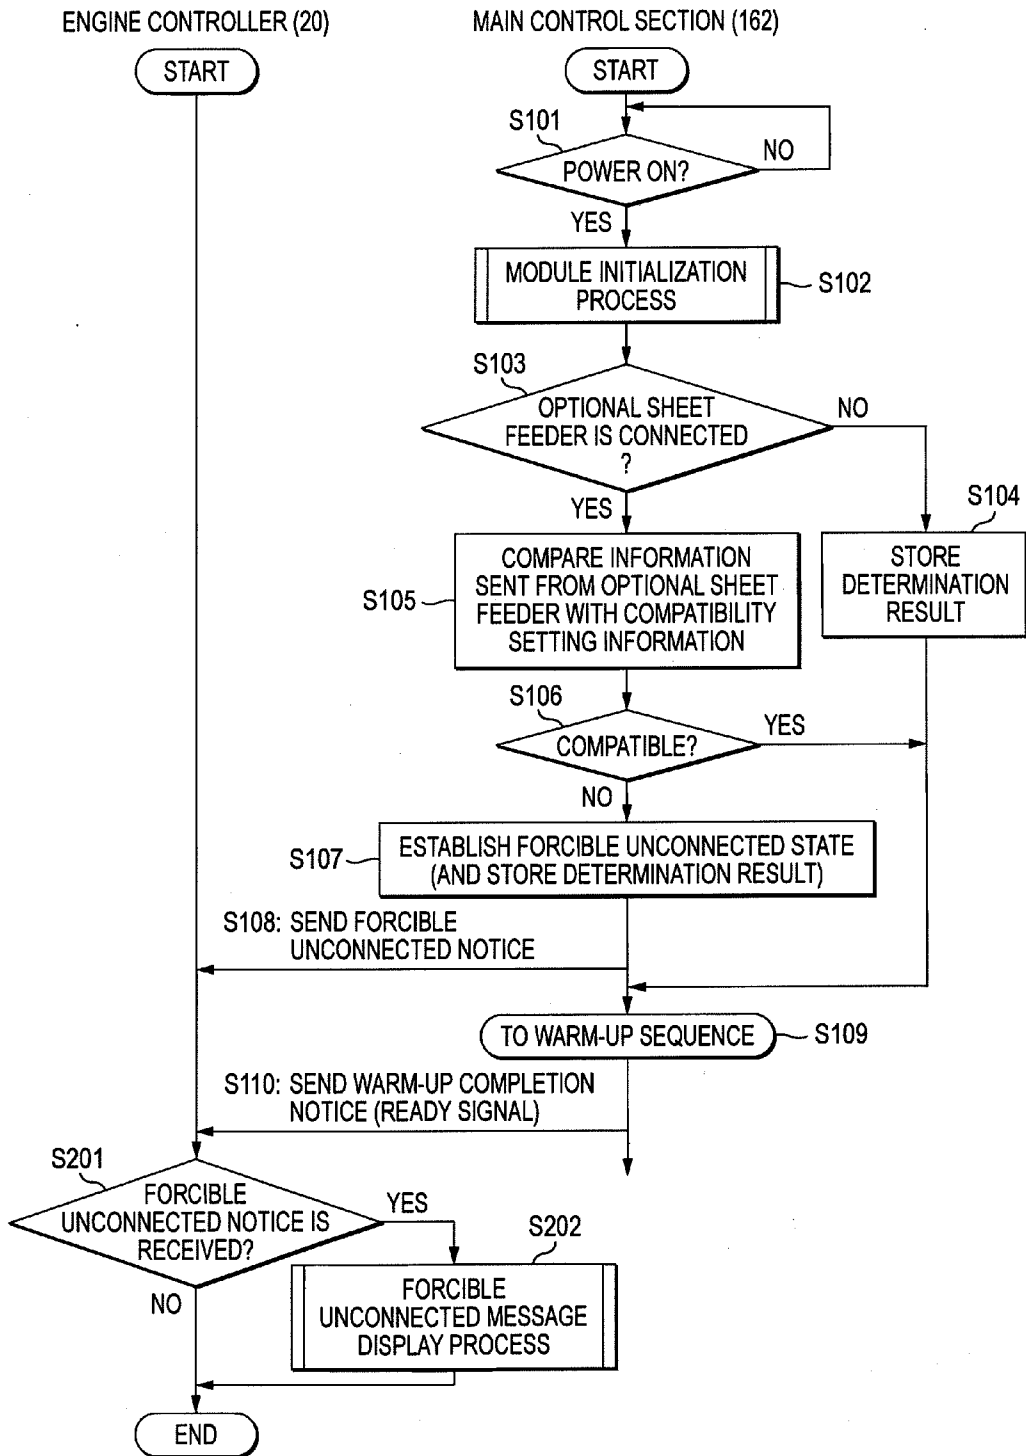 ENGINE CONTROLLER (20)
MAIN CONTROL SECTION (162)
START
START
S101
POWER ON?
NO
YES
MODULE INITIALIZATION
PROCESS
S102
S103
OPTIONAL SHEET
FEEDER IS CONNECTED
?
NO
YES
S104
STORE
DETERMINATION
RESULT
S105
COMPARE INFORMATION
SENT FROM OPTIONAL SHEET
FEEDER WITH COMPATIBILITY
SETTING INFORMATION
S106
COMPATIBLE?
YES
NO
S107
ESTABLISH FORCIBLE UNCONNECTED STATE
(AND STORE DETERMINATION RESULT)
S108: SEND FORCIBLE
UNCONNECTED NOTICE
TO WARM-UP SEQUENCE
S109
S110: SEND WARM-UP COMPLETION
NOTICE (READY SIGNAL)
S201
FORCIBLE
UNCONNECTED NOTICE IS
RECEIVED?
YES
NO
S202
FORCIBLE
UNCONNECTED MESSAGE
DISPLAY PROCESS
END